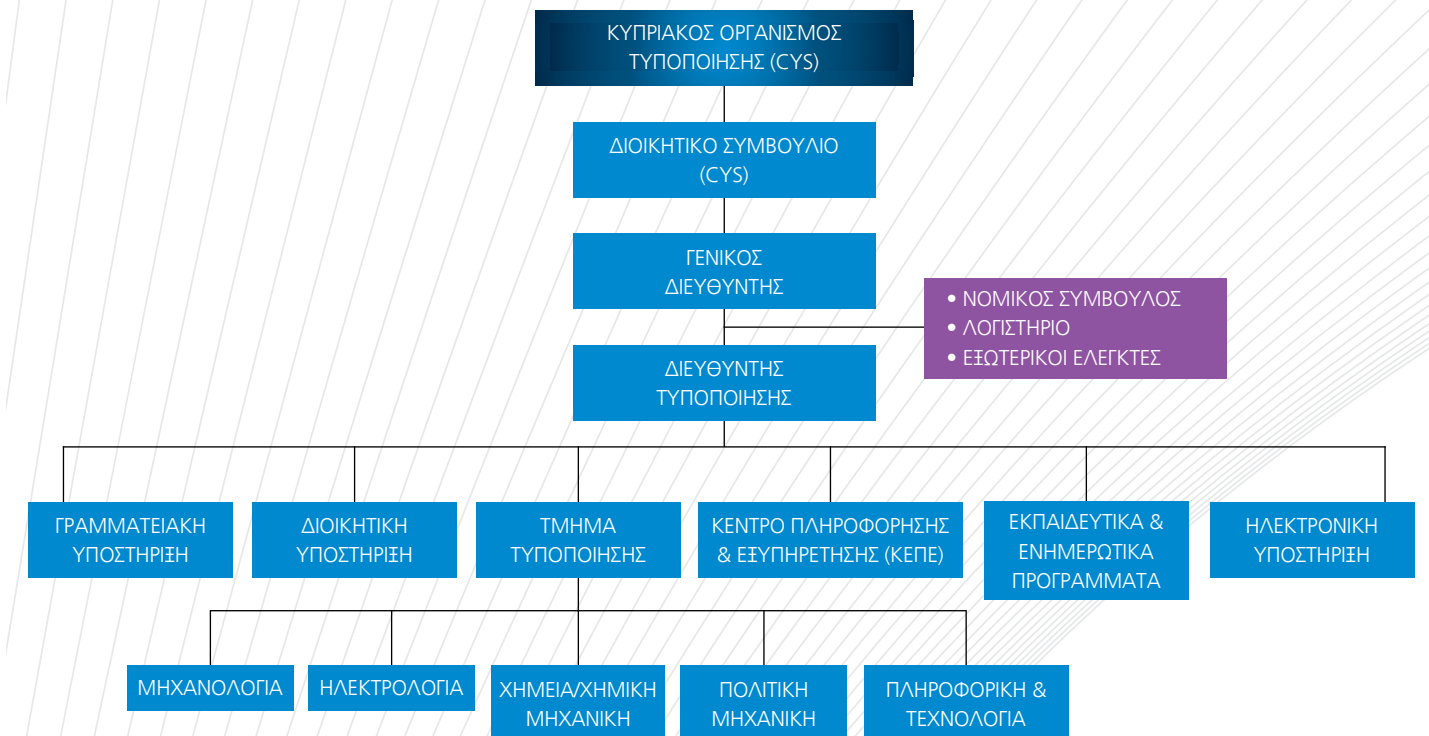 ΚΥΠΡΙΑΚΟΣ ΟΡΓΑΝΙΣΜΟΣ
ΤΥΠΟΠΟΙΗΣΗΣ (CYS)
ΔΙΟΙΚΗΤΙΚΟ ΣΥΜΒΟΥΛΙΟ
(CYS)
ΓΕΝΙΚΟΣ
ΔΙΕΥΘΥΝΤΗΣ
• ΝΟΜΙΚΟΣ ΣΥΜΒΟΥΛΟΣ
• ΛΟΓΙΣΤΗΡΙΟ
• ΕΞΩΤΕΡΙΚΟΙ ΕΛΕΓΚΤΕΣ
ΔΙΕΥΘΥΝΤΗΣ
ΤΥΠΟΠΟΙΗΣΗΣ
ΓΡΑΜΜΑΤΕΙΑΚΗ
ΥΠΟΣΤΗΡΙΞΗ
ΔΙΟΙΚΗΤΙΚΗ
ΥΠΟΣΤΗΡΙΞΗ
ΤΜΗΜΑ
ΤΥΠΟΠΟΙΗΣΗΣ
ΚΕΝΤΡΟ ΠΛΗΡΟΦΟΡΗΣΗΣ
& ΕΞΥΠΗΡΕΤΗΣΗΣ (ΚΕΠΕ)
ΕΚΠΑΙΔΕΥΤΙΚΑ &
ΕΝΗΜΕΡΩΤΙΚΑ
ΠΡΟΓΡΑΜΜΑΤΑ
ΗΛΕΚΤΡΟΝΙΚΗ
ΥΠΟΣΤΗΡΙΞΗ
ΜΗΧΑΝΟΛΟΓΙΑ
ΗΛΕΚΤΡΟΛΟΓΙΑ
ΧΗΜΕΙΑ/ΧΗΜΙΚΗ
ΜΗΧΑΝΙΚΗ
ΠΟΛΙΤΙΚΗ
ΜΗΧΑΝΙΚΗ
ΠΛΗΡΟΦΟΡΙΚΗ &
ΤΕΧΝΟΛΟΓΙΑ